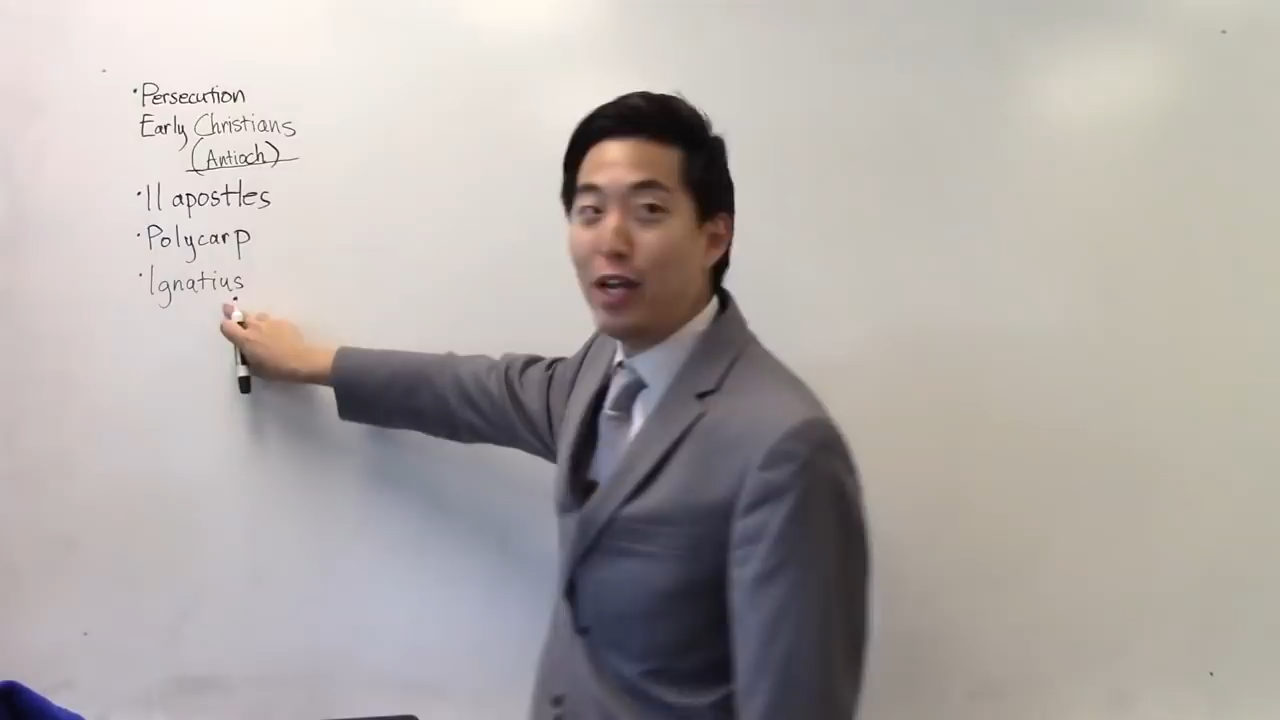 ·Persecution
Early Christians
(Antioch)
·11 apostles
·Polycarp
·Ignatius